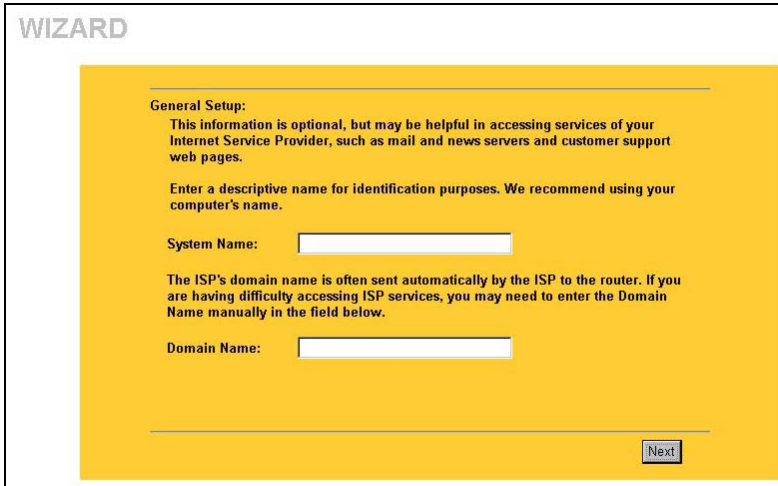 WIZARD
General Setup:
This information is optional, but may be helpful in accessing services of your
Internet Service Provider, such as mail and news servers and customer support
web pages.
Enter a descriptive name for identification purposes. We recommend using your
computer's name.
System Name:
The ISP's domain name is often sent automatically by the ISP to the router. If you
are having difficulty accessing ISP services, you may need to enter the Domain
Name manually in the field below.
Domain Name:
Next